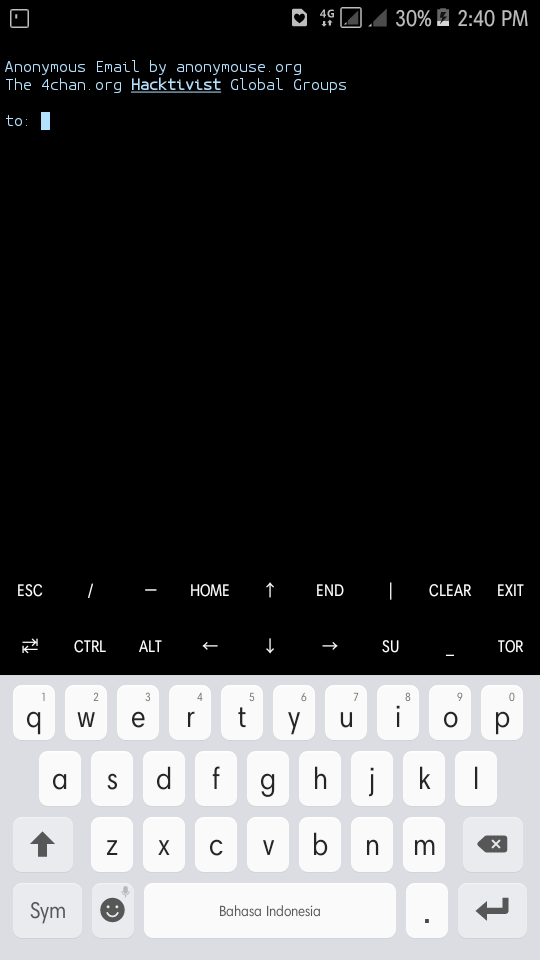 4G 30% 2:40 PM
Anonymous Email by anonymouse.org
The 4chan.org Hacktivist Global Groups
to:
ESC / — HOME ↑ END | CLEAR EXIT
⇄ CTRL ALT ← ↓ → SU _ TOR
1 2 3 4 5 6 7 8 9 0
q w e r t y u i o p
a s d f g h j k l
z x c v b n m
Sym Bahasa Indonesia .